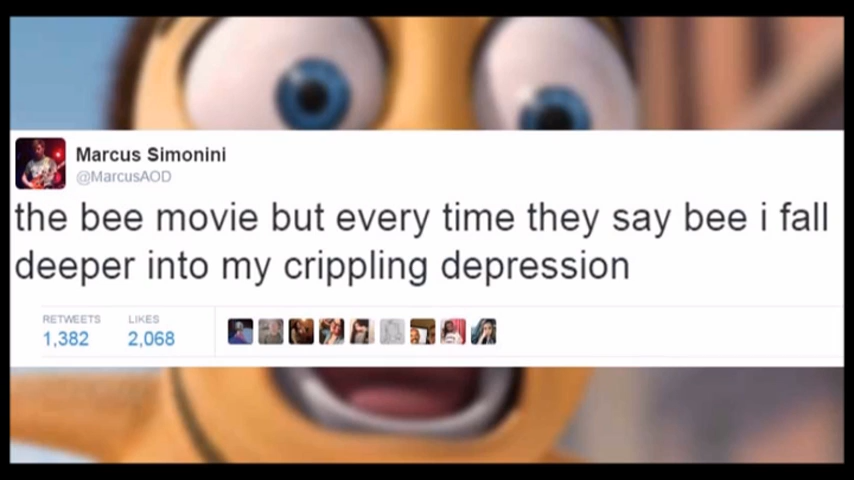 Marcus Simonini
@MarcusAOD
the bee movie but every time they say bee i fall
deeper into my crippling depression
RETWEETS LIKES
1,382 2,068